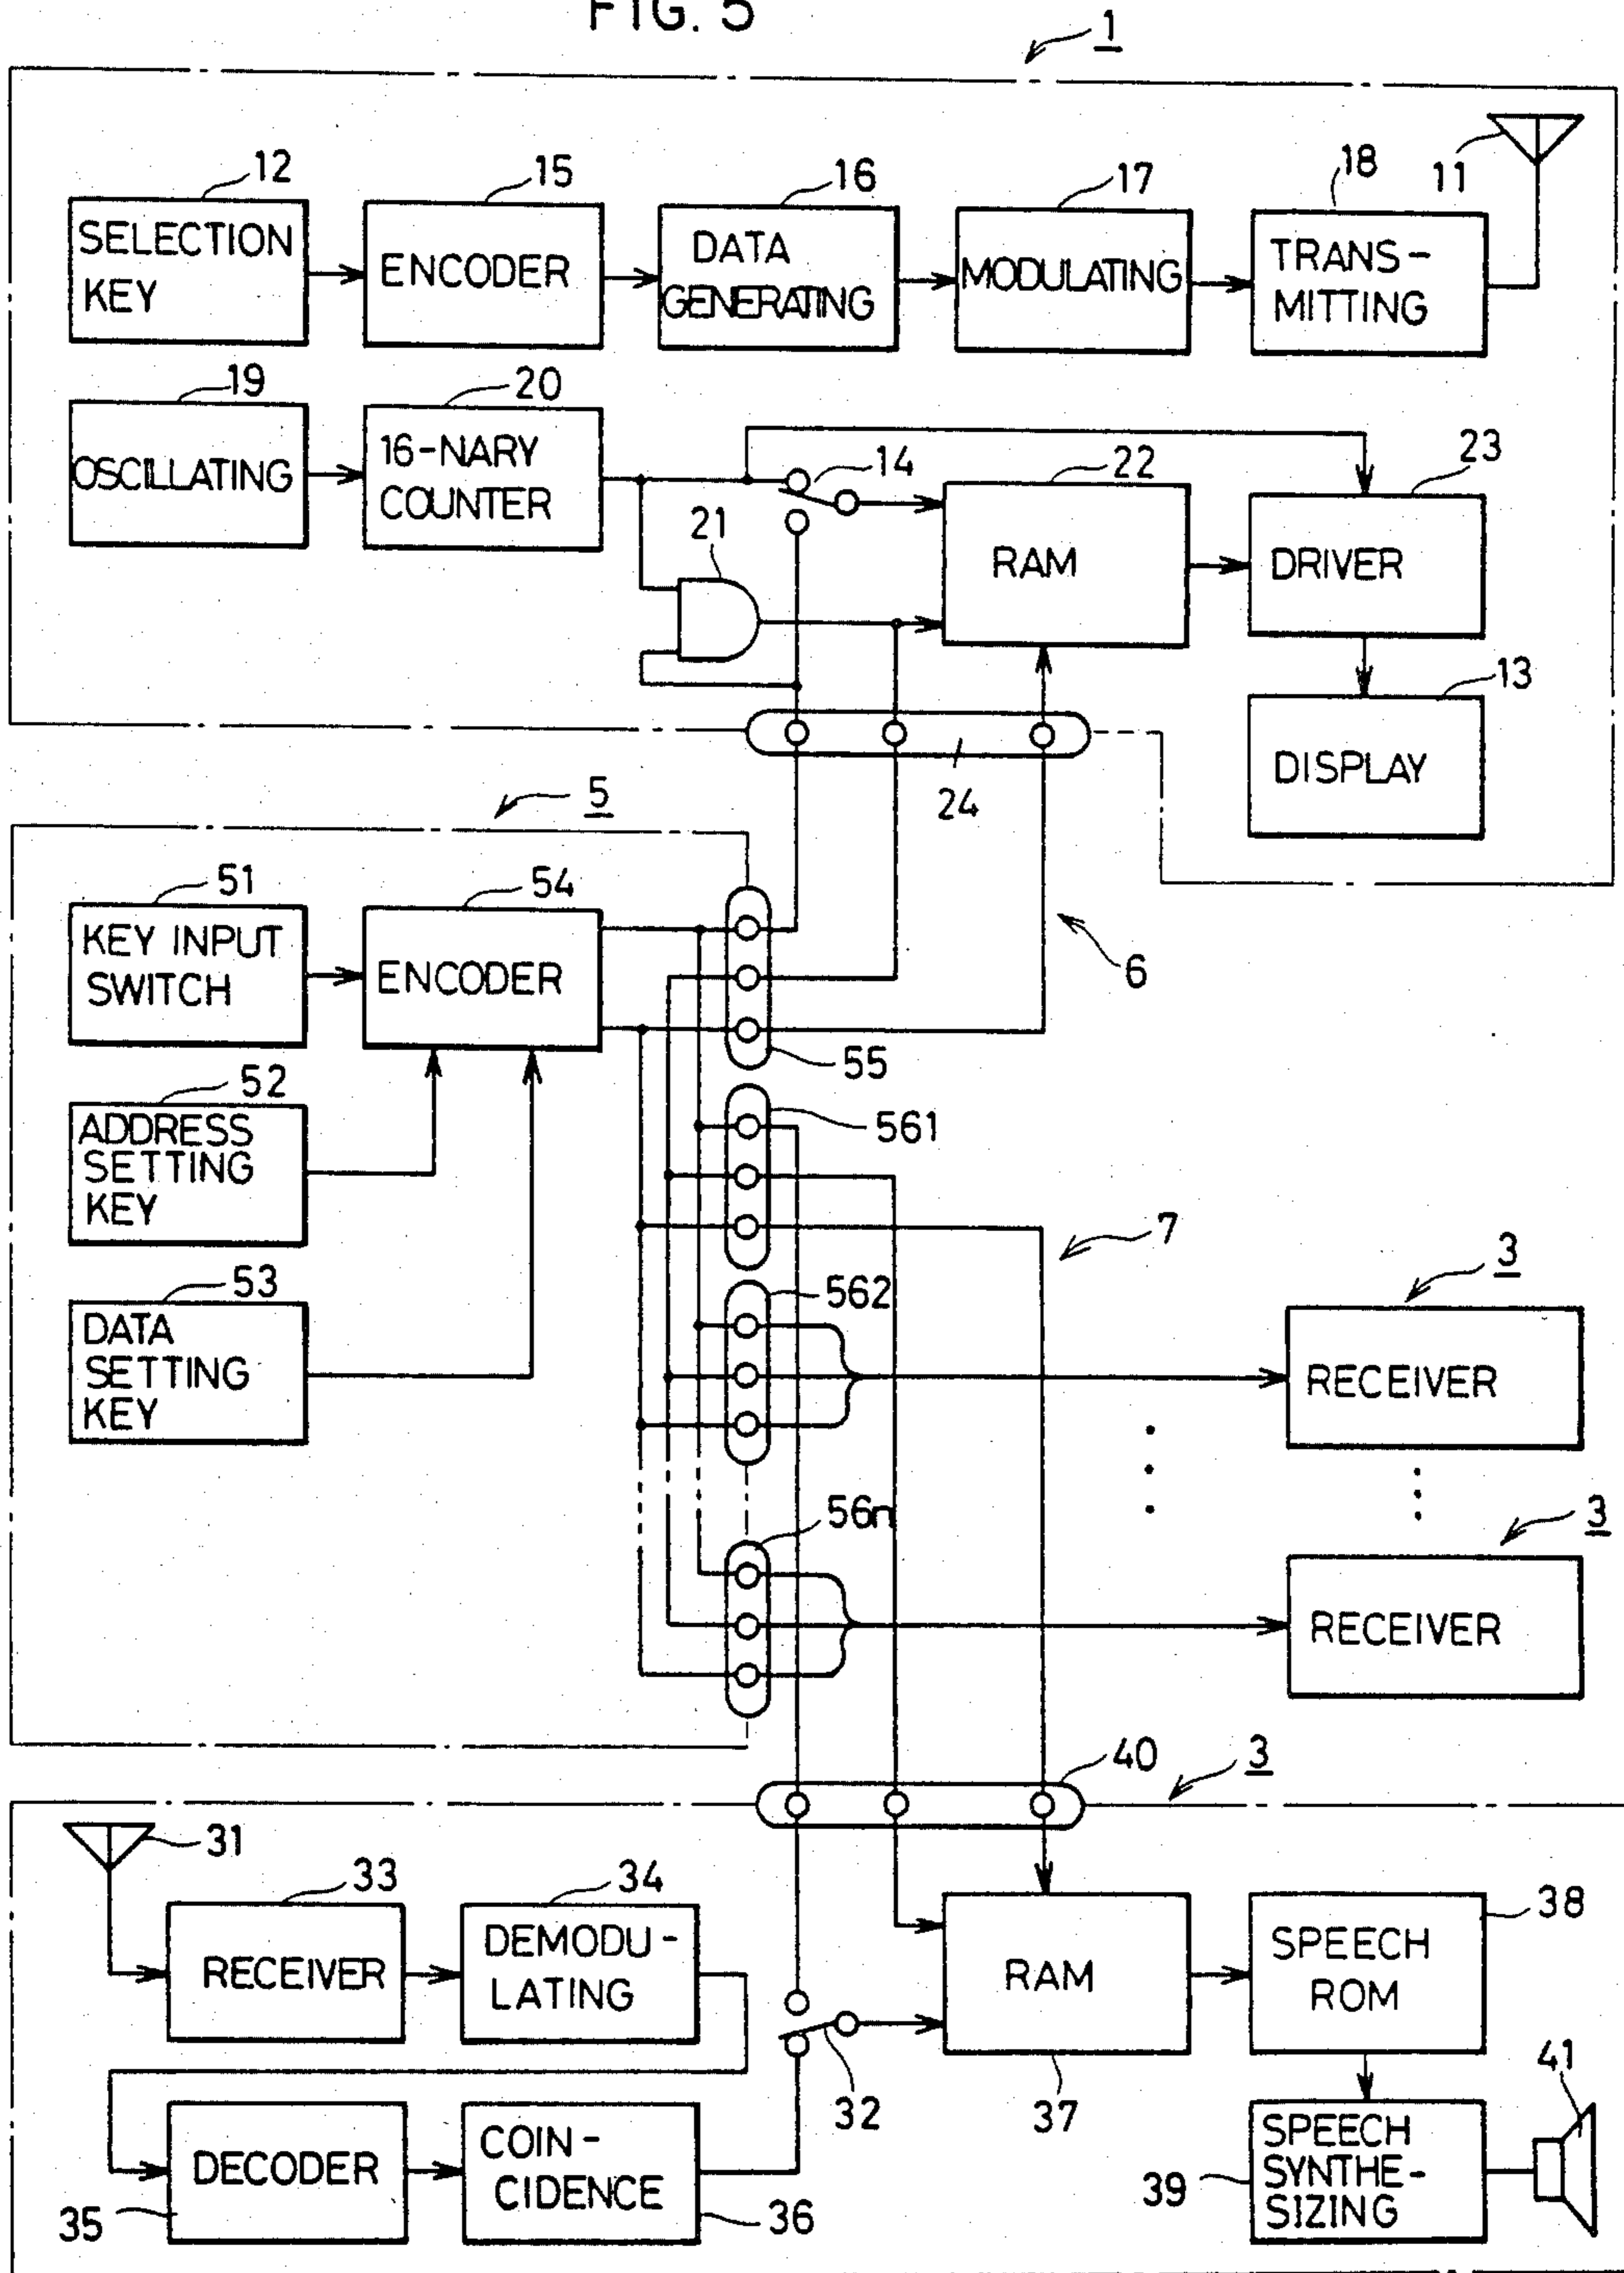 FIG. 5
1
12
15
16
17
18
11
SELECTION
KEY
ENCODER
DATA
GENERATING
MODULATING
TRANS-
MITTING
19
20
14
22
23
OSCILLATING
16-NARY
COUNTER
21
RAM
DRIVER
13
DISPLAY
24
5
51
54
KEY INPUT
SWITCH
ENCODER
6
55
52
ADDRESS
SETTING
KEY
561
7
53
562
3
DATA
SETTING
KEY
RECEIVER
56n
3
RECEIVER
40
3
31
33
34
38
RECEIVER
DEMODU-
LATING
RAM
SPEECH
ROM
32
37
41
DECODER
COIN-
CIDENCE
SPEECH
SYNTHE-
SIZING
39
35
36